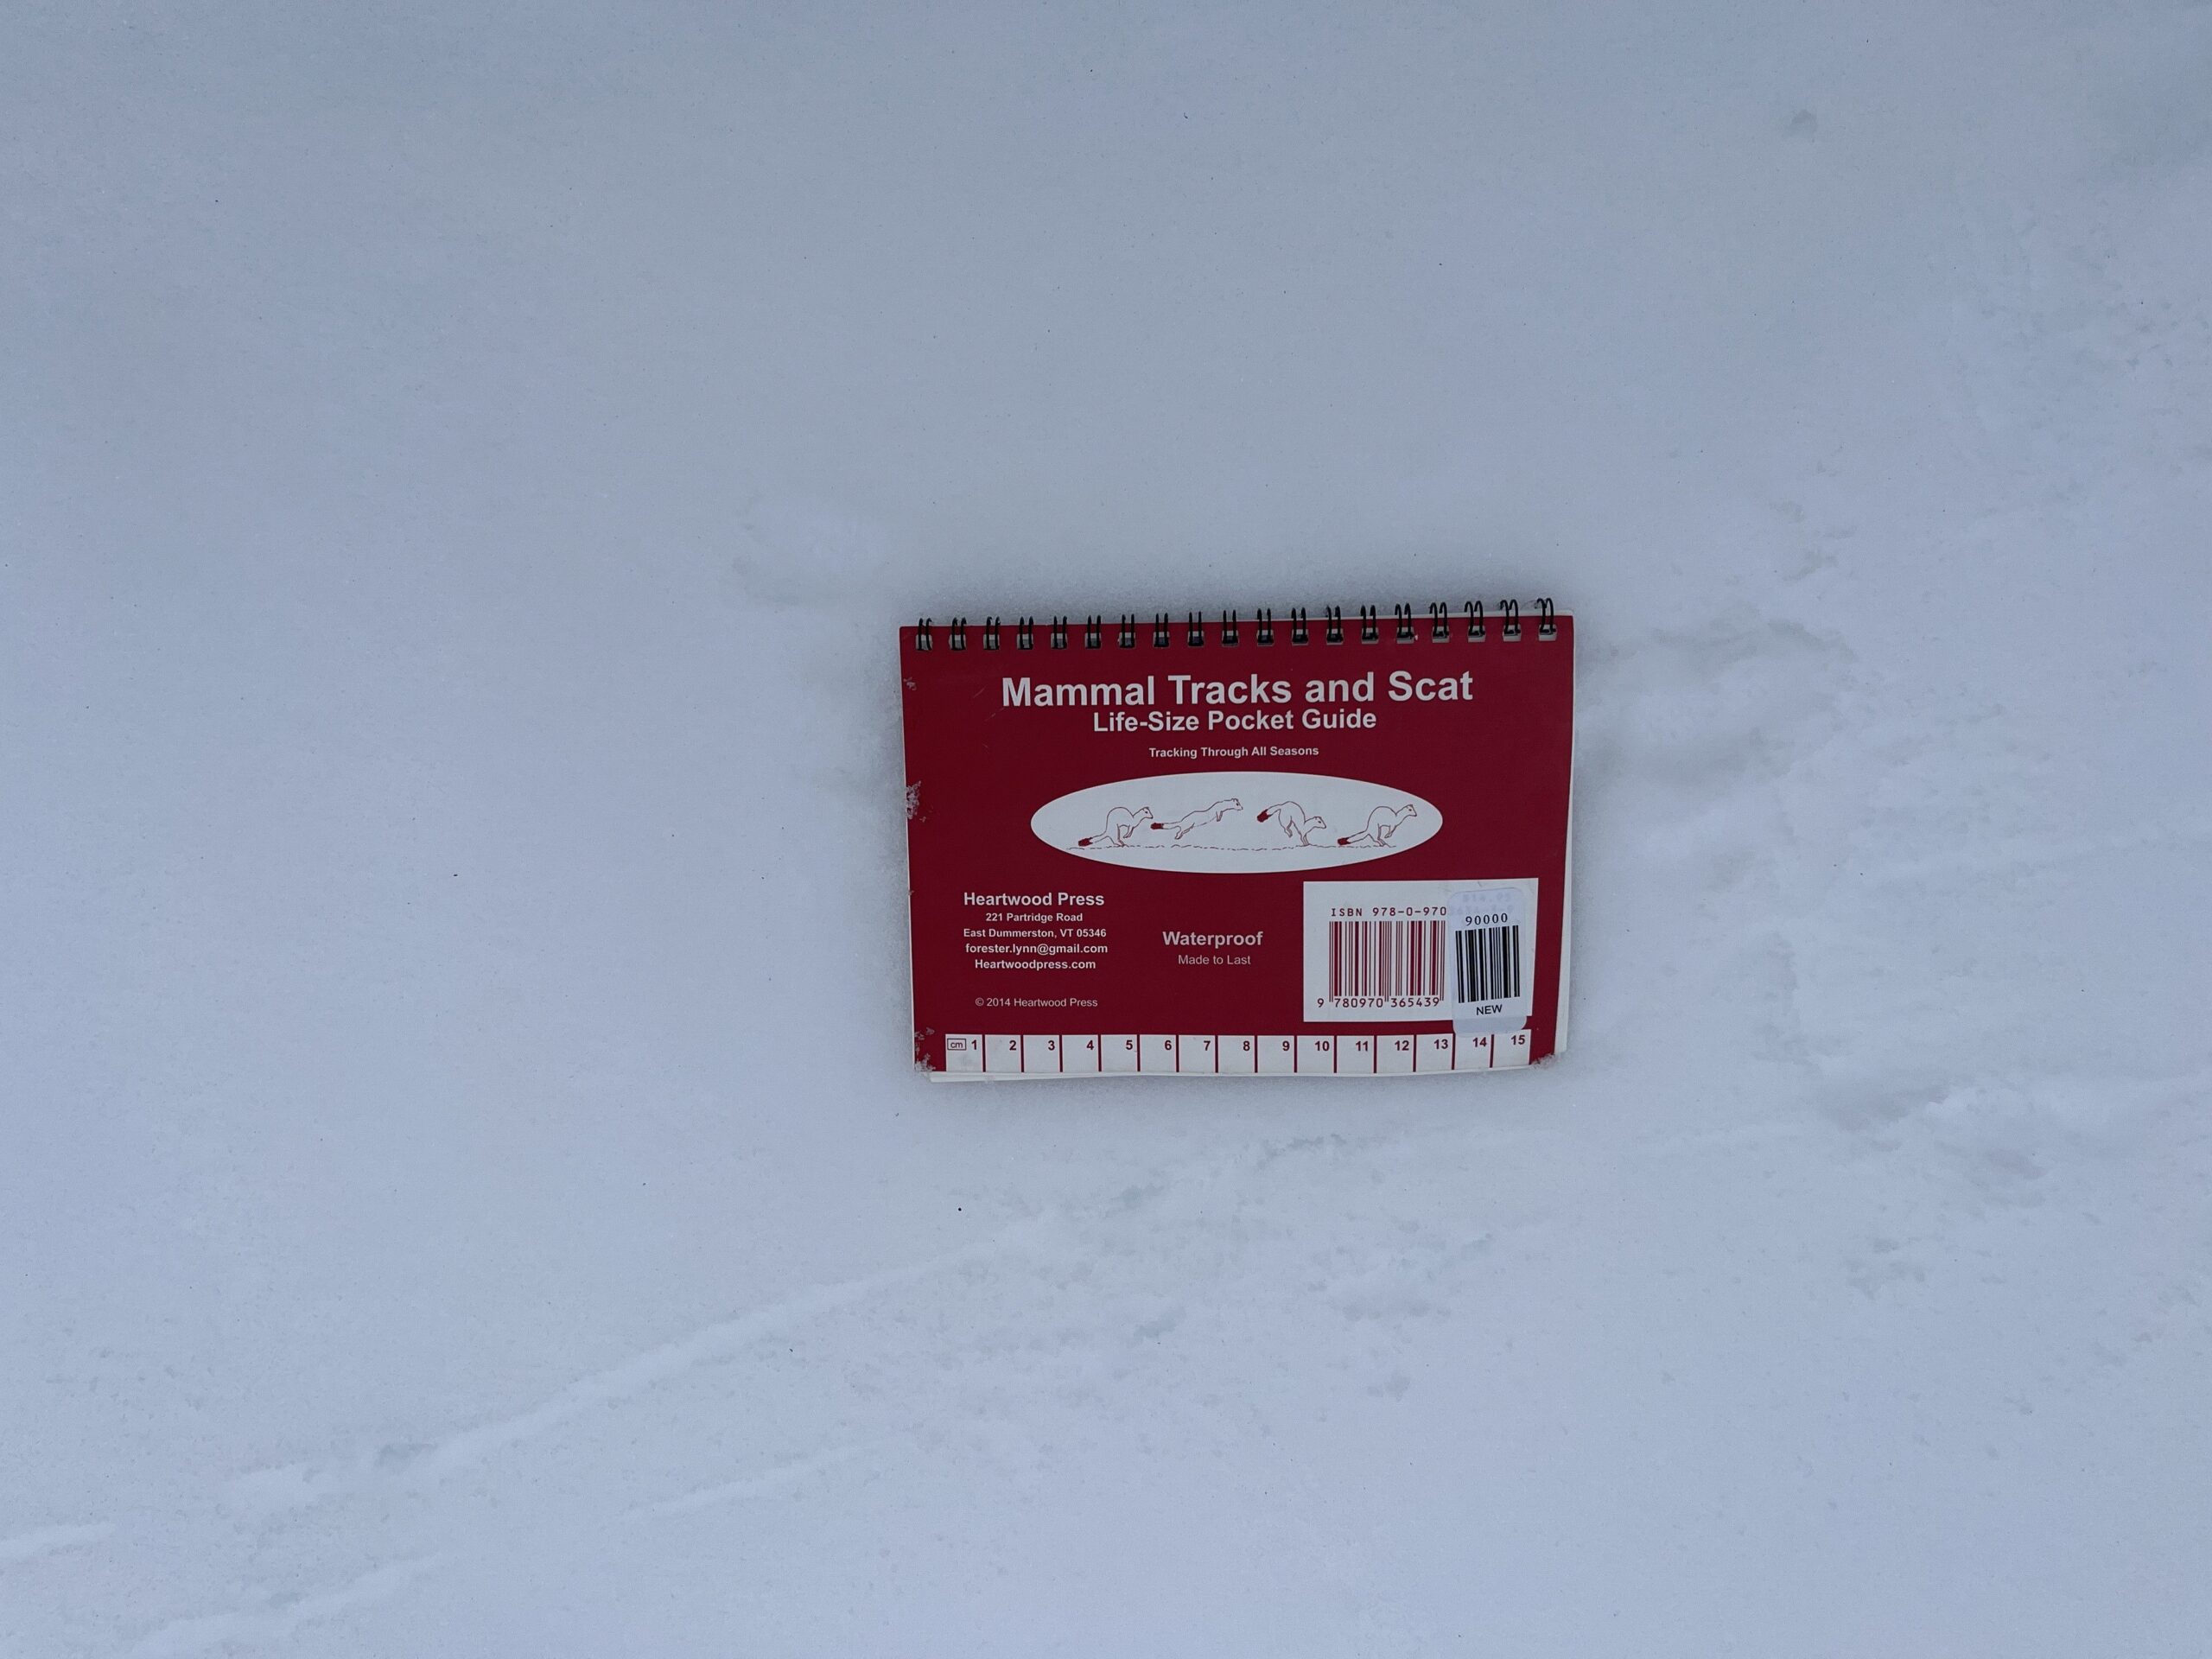 Mammal Tracks and Scat
Life-Size Pocket Guide
Tracking Through All Seasons
Heartwood Press
221 Partridge Road
East Dummerston, VT 05346
forester.lynn@gmail.com
Heartwoodpress.com
© 2014 Heartwood Press
Waterproof
Made to Last
ISBN 978-0-970
90000
9 780970 365439
NEW
cm 1 2 3 4 5 6 7 8 9 10 11 12 13 14 15